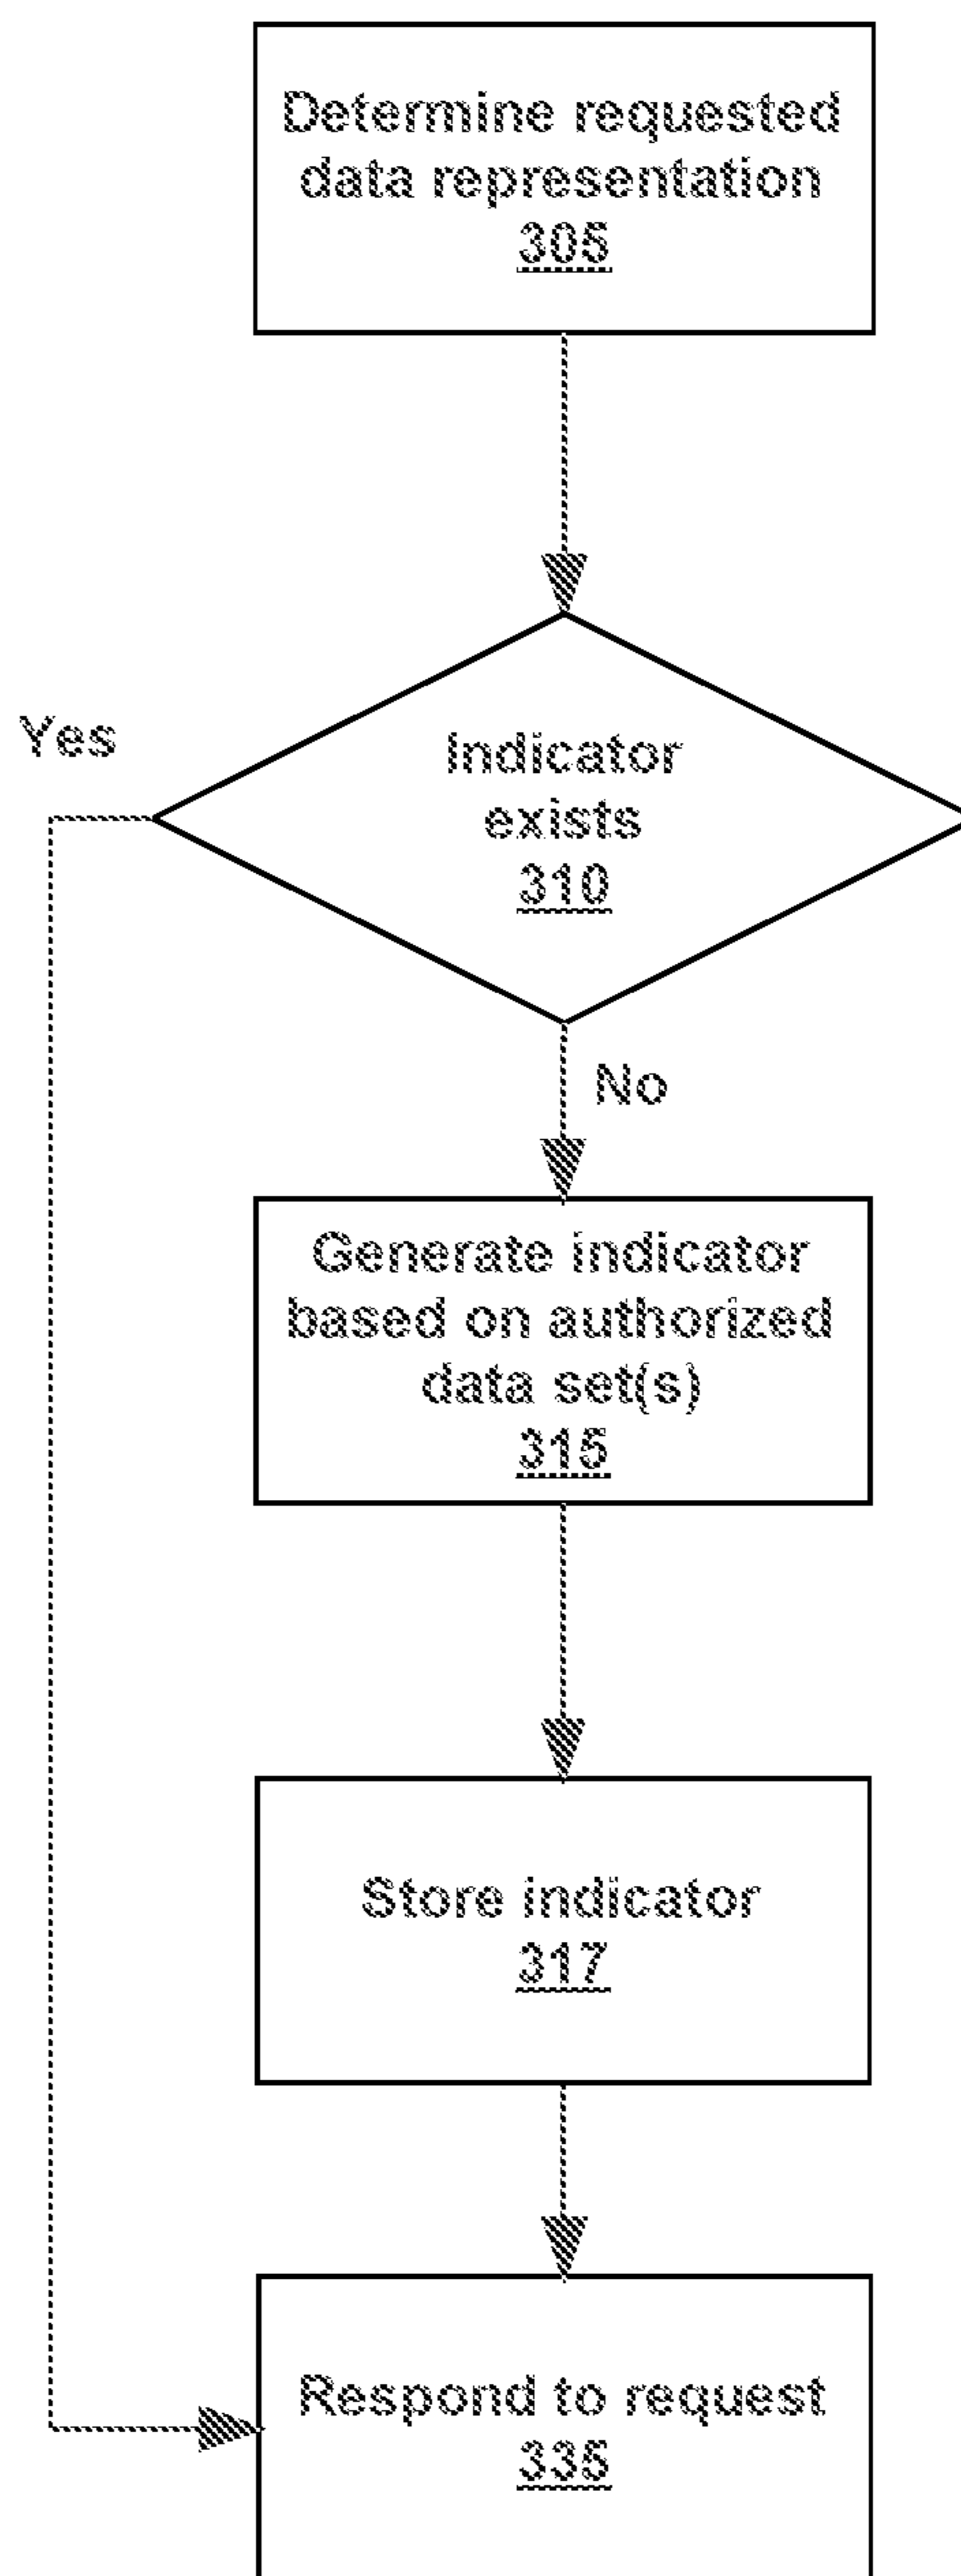 Determine requested
data representation
305
Yes
Indicator
exists
310
No
Generate indicator
based on authorized
data set(s)
315
Store indicator
317
Respond to request
335